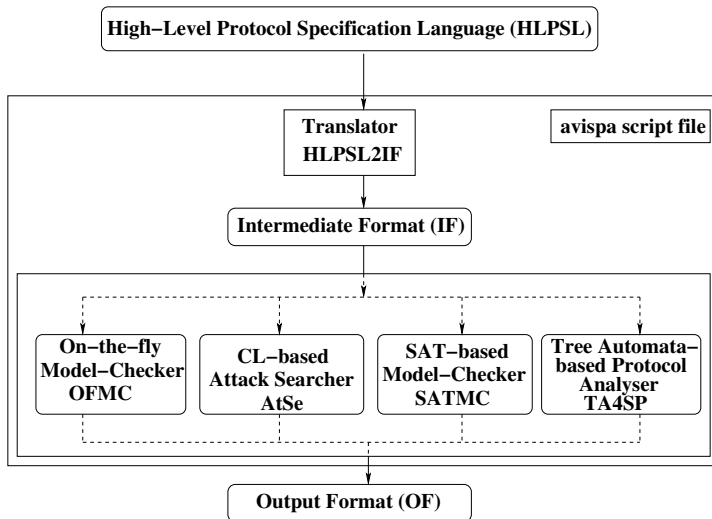 High-Level Protocol Specification Language (HLPSL)
Translator
HLPSL2IF
avispa script file
Intermediate Format (IF)
On-the-fly
Model-Checker
OFMC
CL-based
Attack Searcher
AtSe
SAT-based
Model-Checker
SATMC
Tree Automata-
based Protocol
Analyser
TA4SP
Output Format (OF)